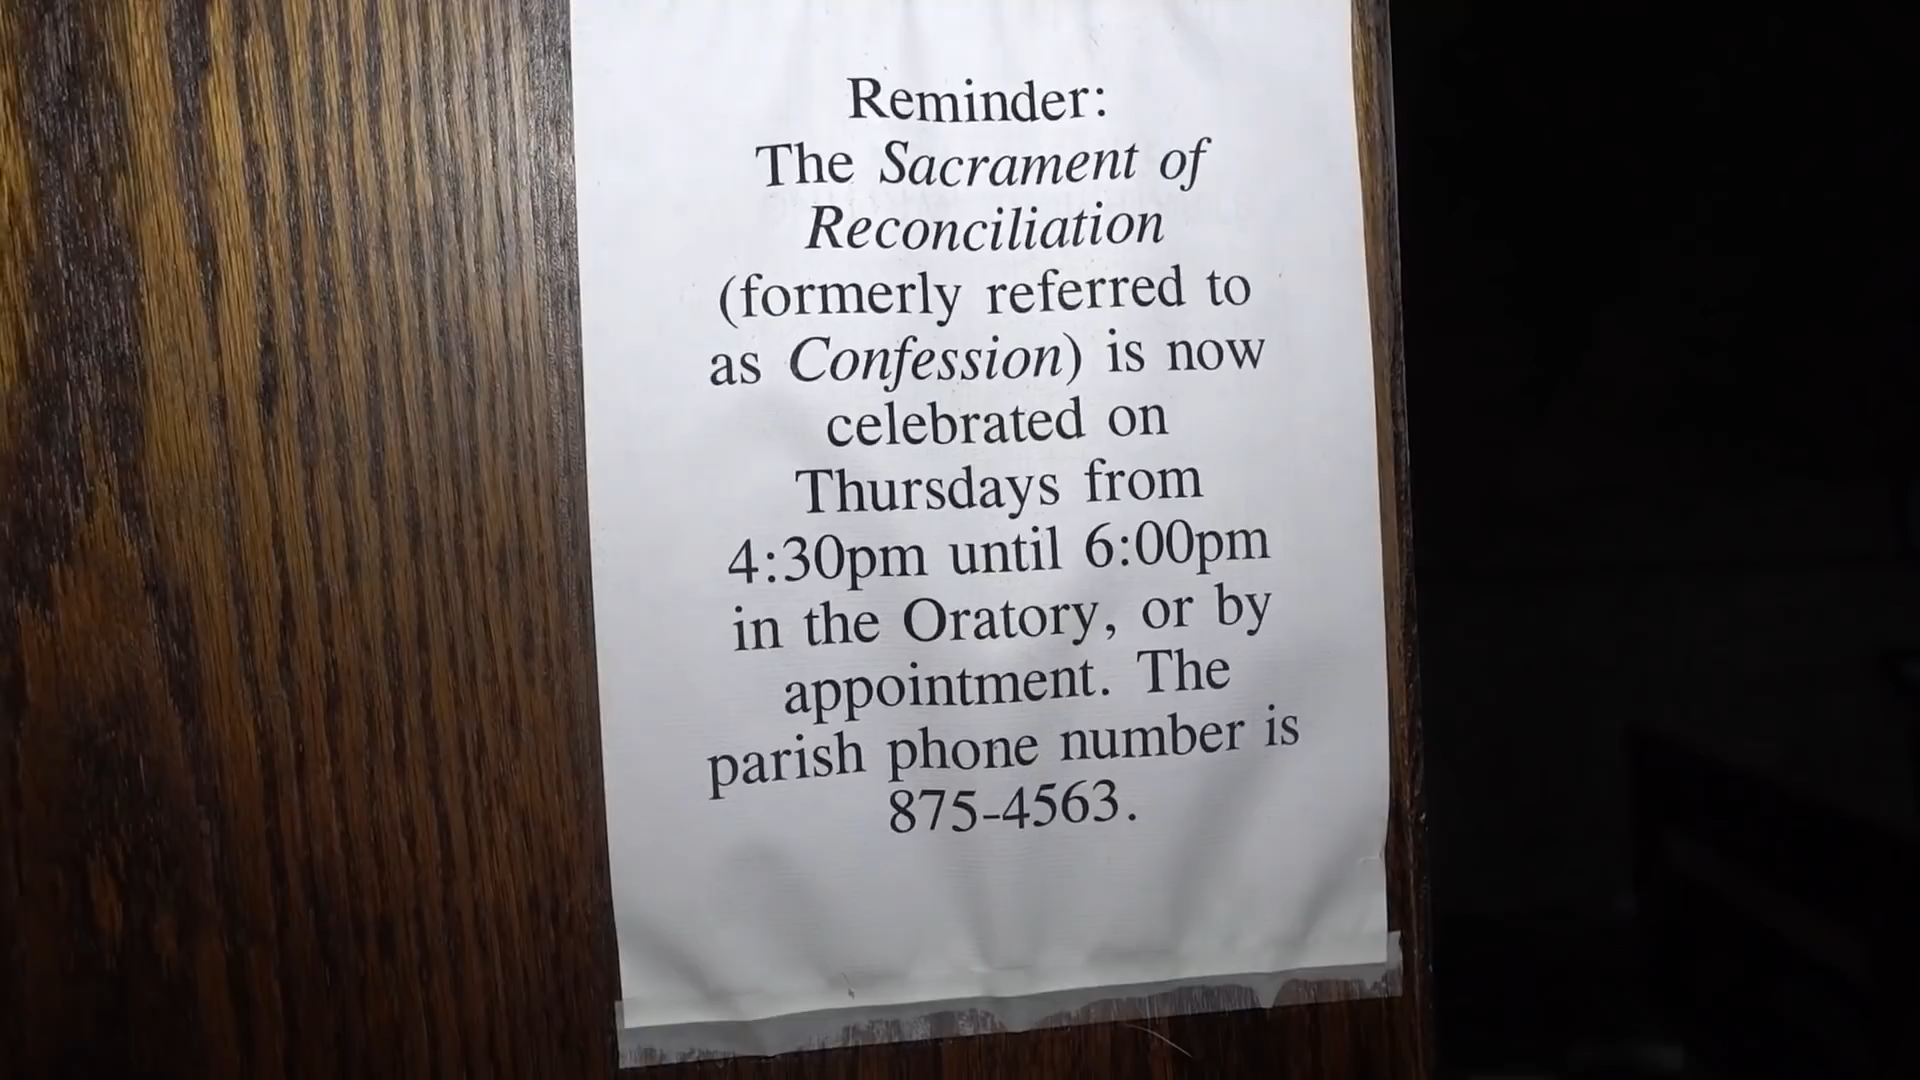 Reminder:
The Sacrament of
Reconciliation
(formerly referred to
as Confession) is now
celebrated on
Thursdays from
4:30pm until 6:00pm
in the Oratory, or by
appointment. The
parish phone number is
875-4563.